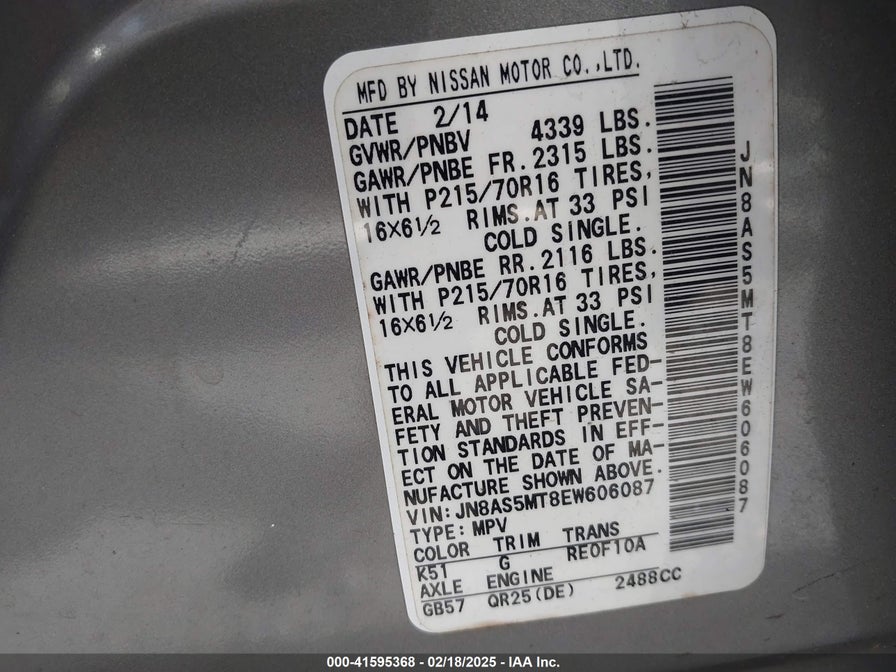 MFD BY NISSAN MOTOR CO.,LTD.
DATE 2/14
GVWR/PNBV 4339 LBS.
GAWR/PNBE FR.2315 LBS.
WITH P215/70R16 TIRES,
16X6½ RIMS.AT 33 PSI
COLD SINGLE.
GAWR/PNBE RR.2116 LBS.
WITH P215/70R16 TIRES,
16X6½ RIMS.AT 33 PSI
COLD SINGLE.
THIS VEHICLE CONFORMS
TO ALL APPLICABLE FED-
ERAL MOTOR VEHICLE SA-
FETY AND THEFT PREVEN-
TION STANDARDS IN EFF-
ECT ON THE DATE OF MA-
NUFACTURE SHOWN ABOVE.
VIN:JN8AS5MT8EW606087
TYPE:MPV
COLOR TRIM TRANS
K51 G RE0F10A
AXLE ENGINE
GB57 QR25(DE) 2488CC
JN8AS5MT8EW606087
000-41595368 - 02/18/2025 - IAA Inc.